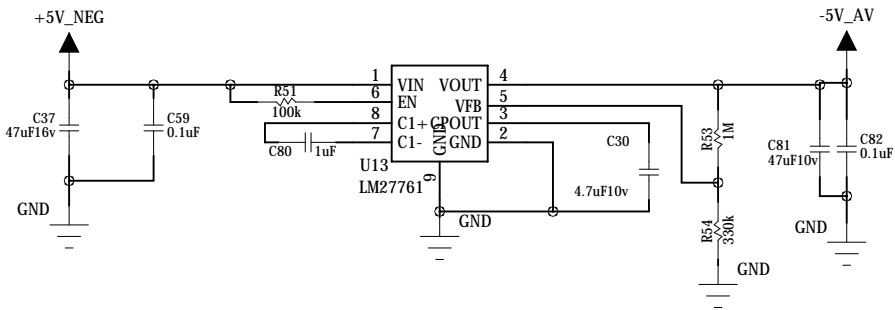 +5V_NEG
-5V_AV
1
VIN
VOUT
4
R51
6
EN
VFB
5
100k
C37
47uF16v
C59
0.1uF
8
C1+
CPOUT
3
C80
1uF
7
C1-
GND
GND
2
C30
R53
1M
C81
47uF10v
C82
0.1uF
U13
LM27761
9
4.7uF10v
GND
GND
R54
330k
GND
GND